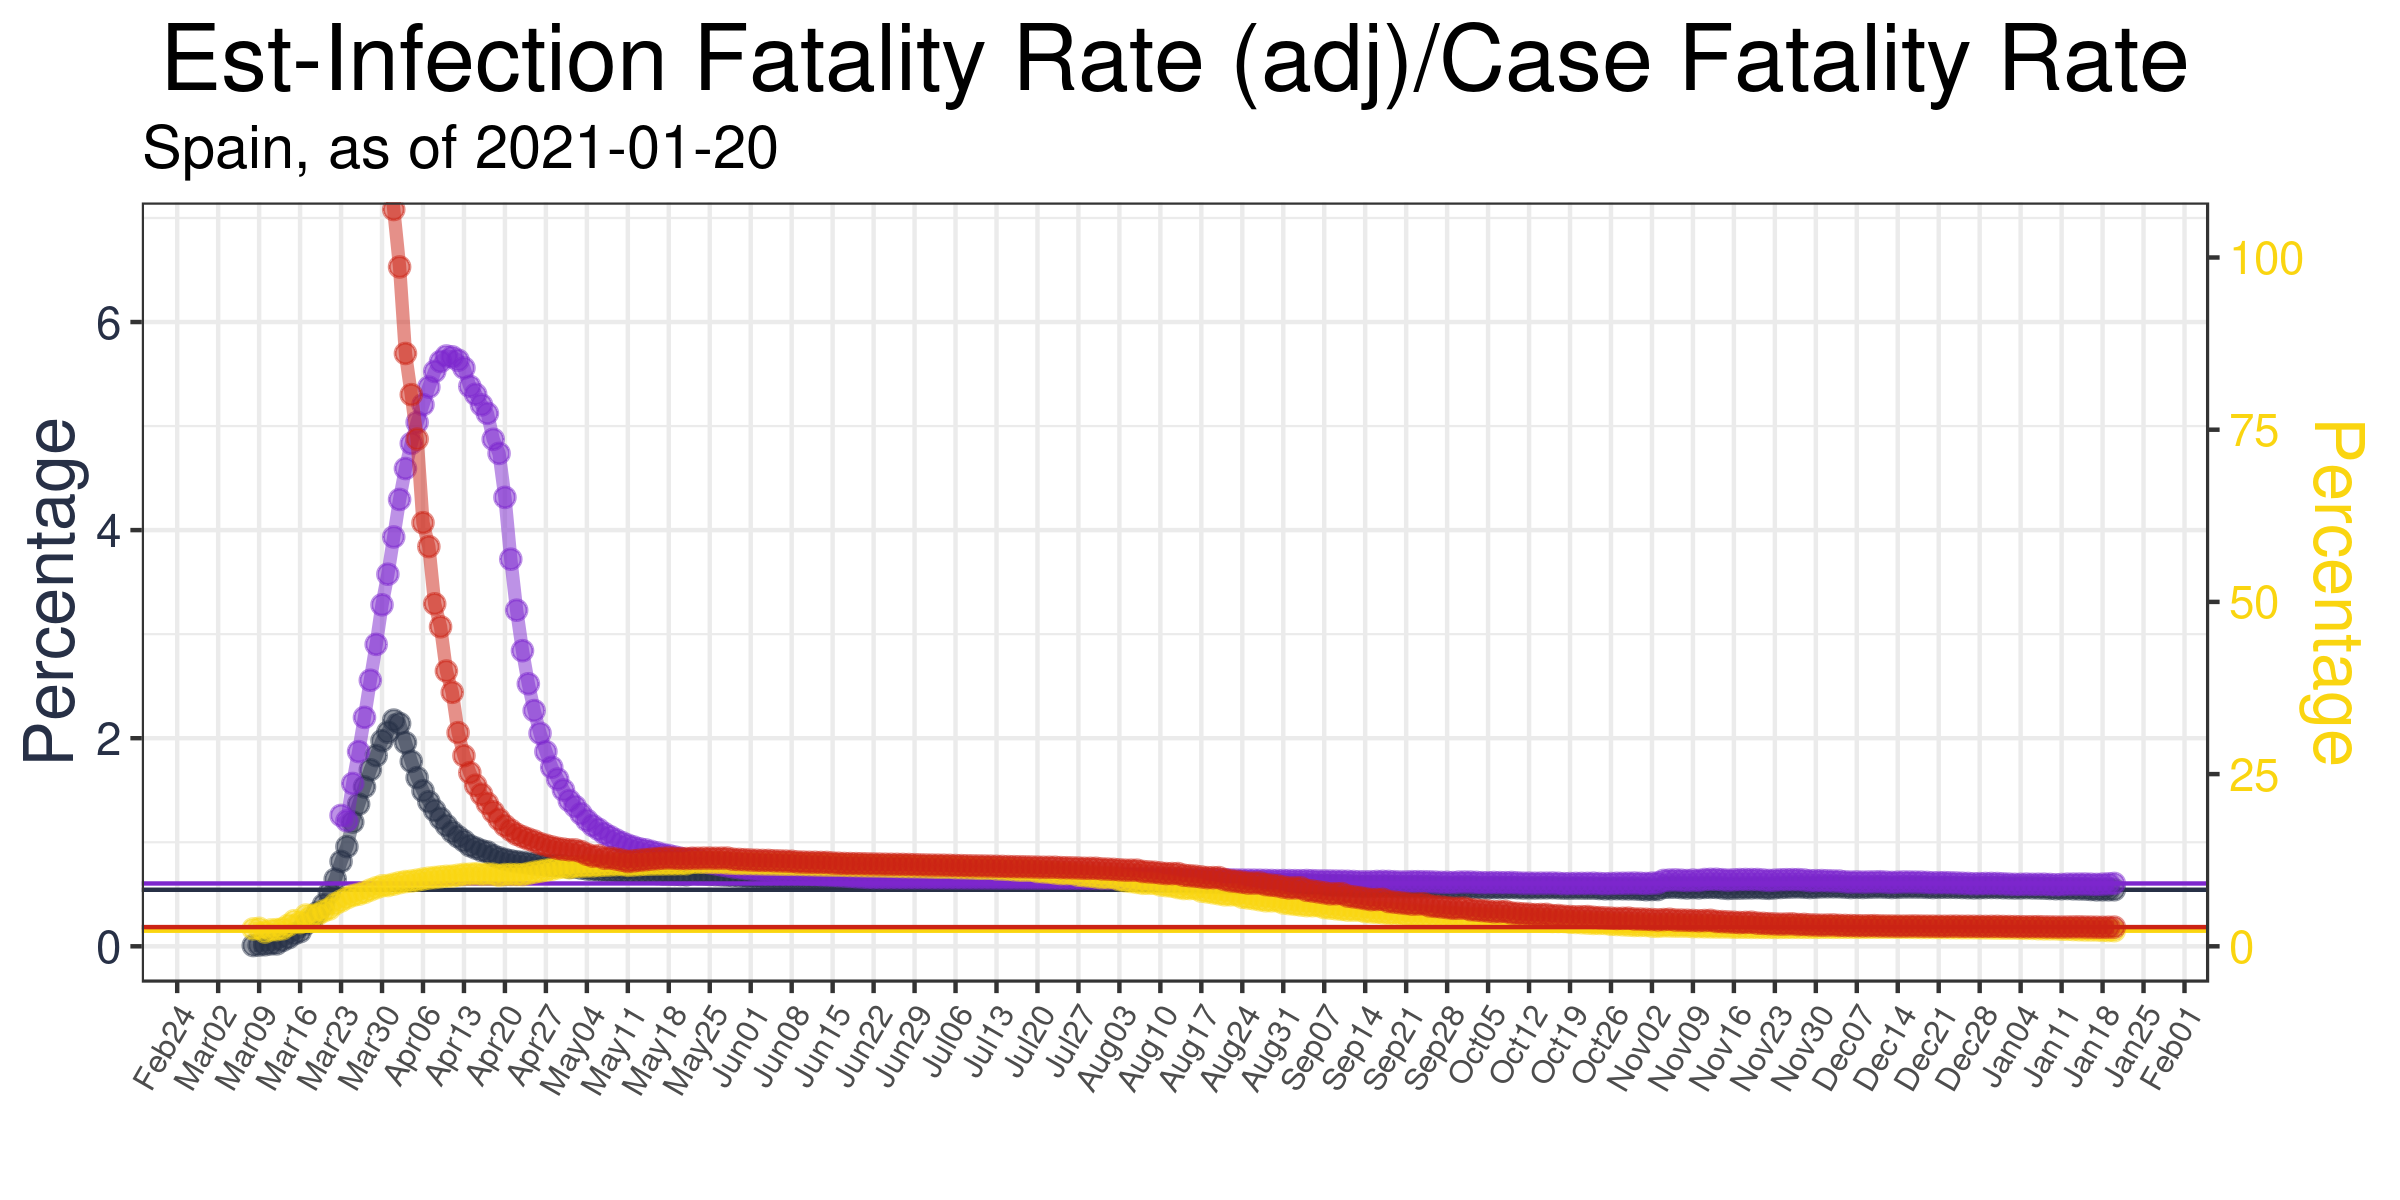 Est-Infection Fatality Rate (adj)/Case Fatality Rate
Spain, as of 2021-01-20
Percentage
6
4
2
0
100
75
50
25
0
Percentage
Feb24
Mar02
Mar09
Mar16
Mar23
Mar30
Apr06
Apr13
Apr20
Apr27
May04
May11
May18
May25
Jun01
Jun08
Jun15
Jun22
Jun29
Jul06
Jul13
Jul20
Jul27
Aug03
Aug10
Aug17
Aug24
Aug31
Sep07
Sep14
Sep21
Sep28
Oct05
Oct12
Oct19
Oct26
Nov02
Nov09
Nov16
Nov23
Nov30
Dec07
Dec14
Dec21
Dec28
Jan04
Jan11
Jan18
Jan25
Feb01